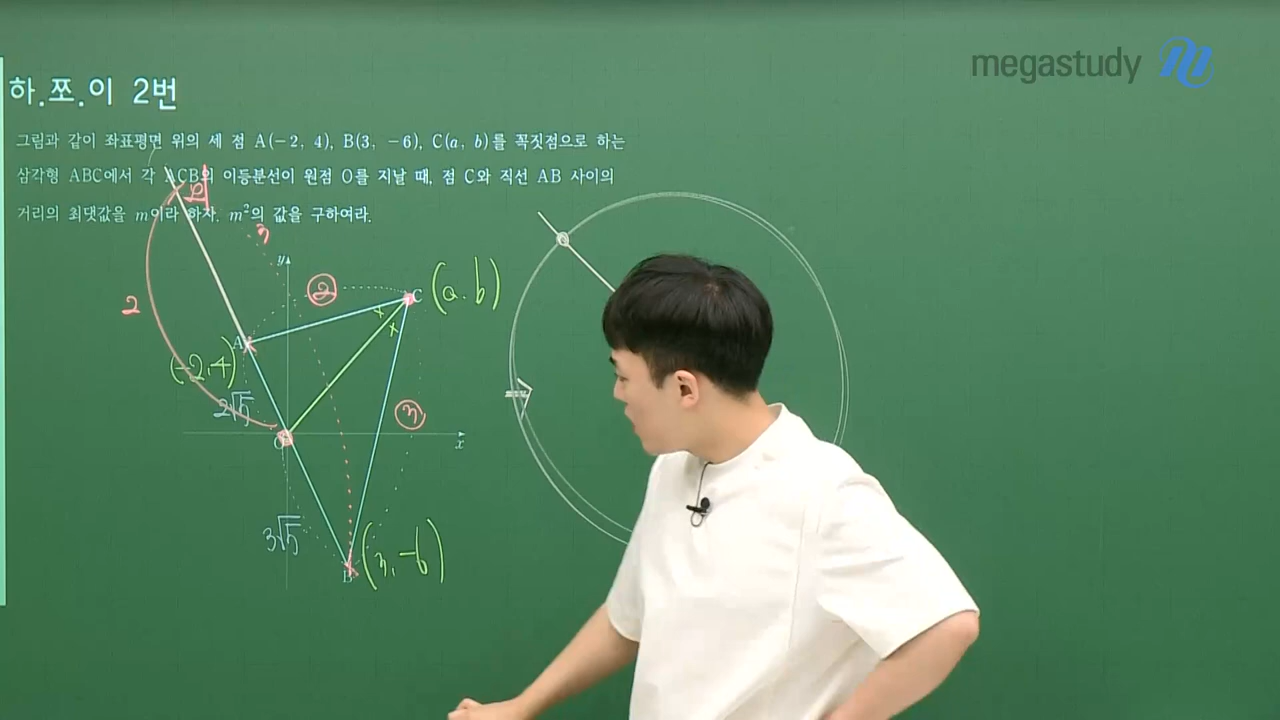 megastudy
하.쪼.이 2번
그림과 같이 좌표평면 위의 세 점 A(−2, 4), B(3, −6), C(a, b)를 꼭짓점으로 하는
삼각형 ABC에서 각 ACB의 이등분선이 원점 O를 지날 때, 점 C와 직선 AB 사이의
거리의 최댓값을 m이라 하자. m²의 값을 구하여라.
3
y
2
C
(a, b)
2
A
(-2, 4)
2√5
3
O
x
3√5
B
(3, -6)